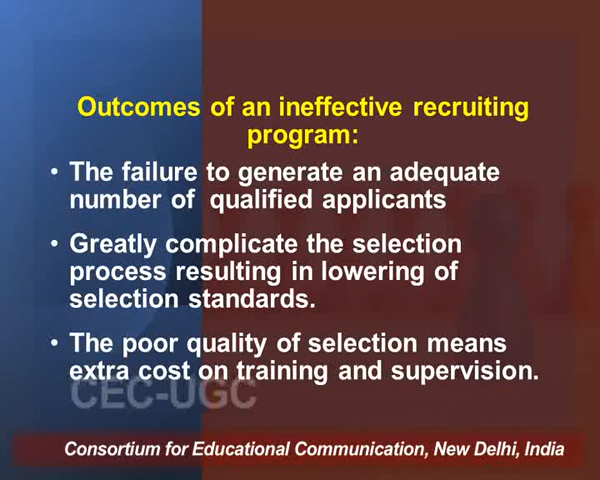 Outcomes of an ineffective recruiting
program:
• The failure to generate an adequate
number of qualified applicants
• Greatly complicate the selection
process resulting in lowering of
selection standards.
• The poor quality of selection means
extra cost on training and supervision.
CEC-UGC
Consortium for Educational Communication, New Delhi, India